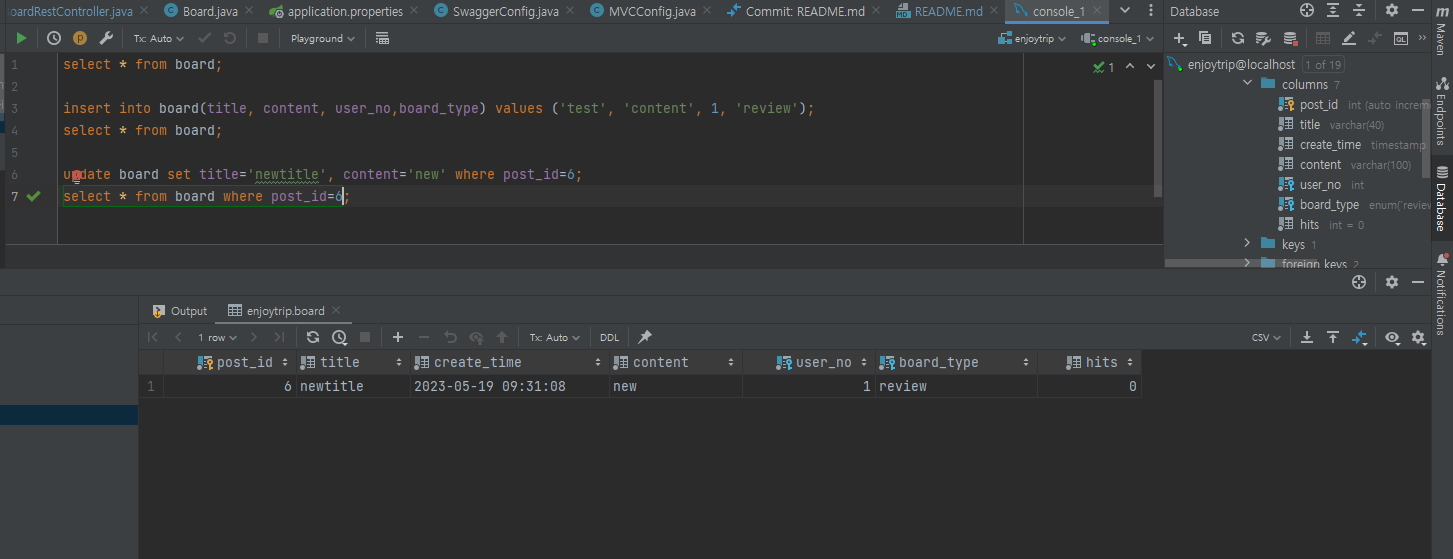 oardRestController.java Board.java application.properties SwaggerConfig.java MVCConfig.java Commit: README.md README.md console_1 Database
Tx: Auto Playground enjoytrip console_1
1 select * from board;
2
3 insert into board(title, content, user_no,board_type) values ('test', 'content', 1, 'review');
4 select * from board;
5
6 update board set title='newtitle', content='new' where post_id=6;
7 select * from board where post_id=6;
1
enjoytrip@localhost 1 of 19
columns 7
post_id int (auto increm
title varchar(40)
create_time timestamp
content varchar(100)
user_no int
board_type enum('review
hits int = 0
keys 1
foreign keys 2
m Maven
Endpoints
Database
Notifications
Output enjoytrip.board
1 row Tx: Auto DDL CSV
post_id title create_time content user_no board_type hits
1 6 newtitle 2023-05-19 09:31:08 new 1 review 0